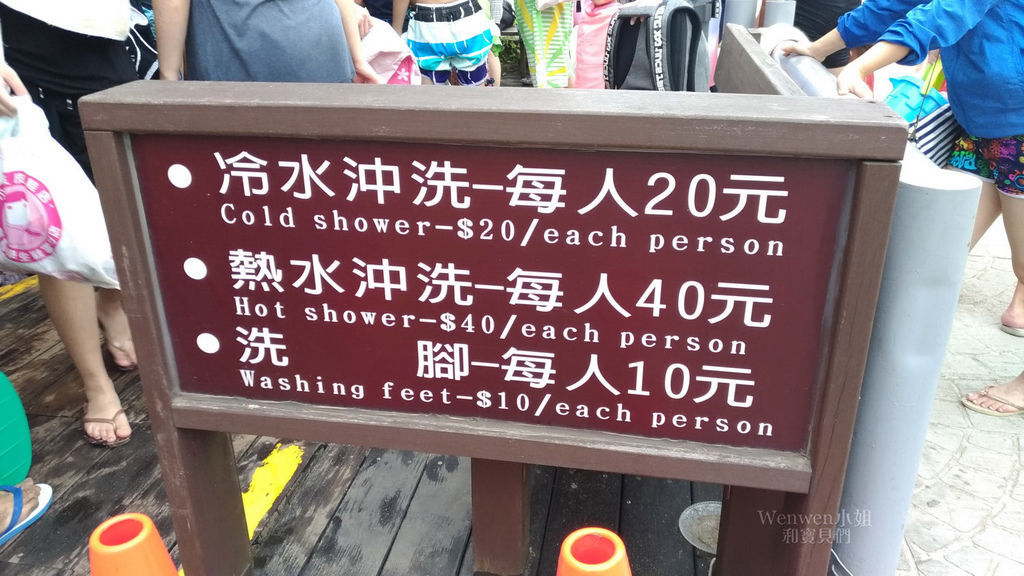 冷水沖洗-每人20元
Cold shower-$20/each person
熱水沖洗-每人40元
Hot shower-$40/each person
洗 腳-每人10元
Washing feet-$10/each person
Wenwen小姐
和寶貝們